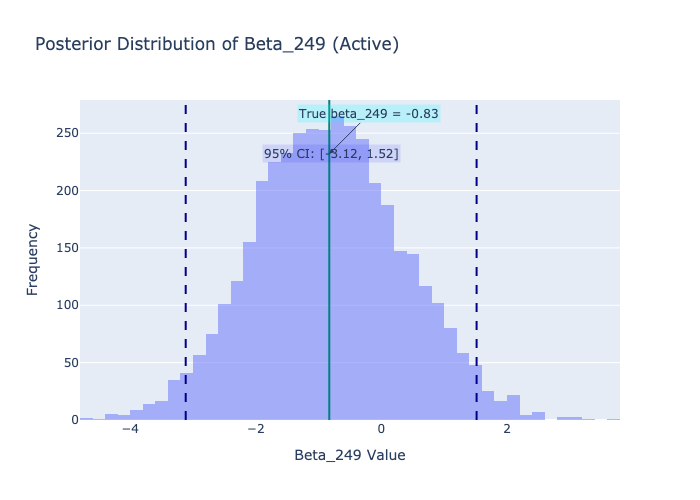 Posterior Distribution of Beta_249 (Active)
True beta_249 = -0.83
95% CI: [-3.12, 1.52]
250
200
150
100
50
0
Frequency
−4
−2
0
2
Beta_249 Value